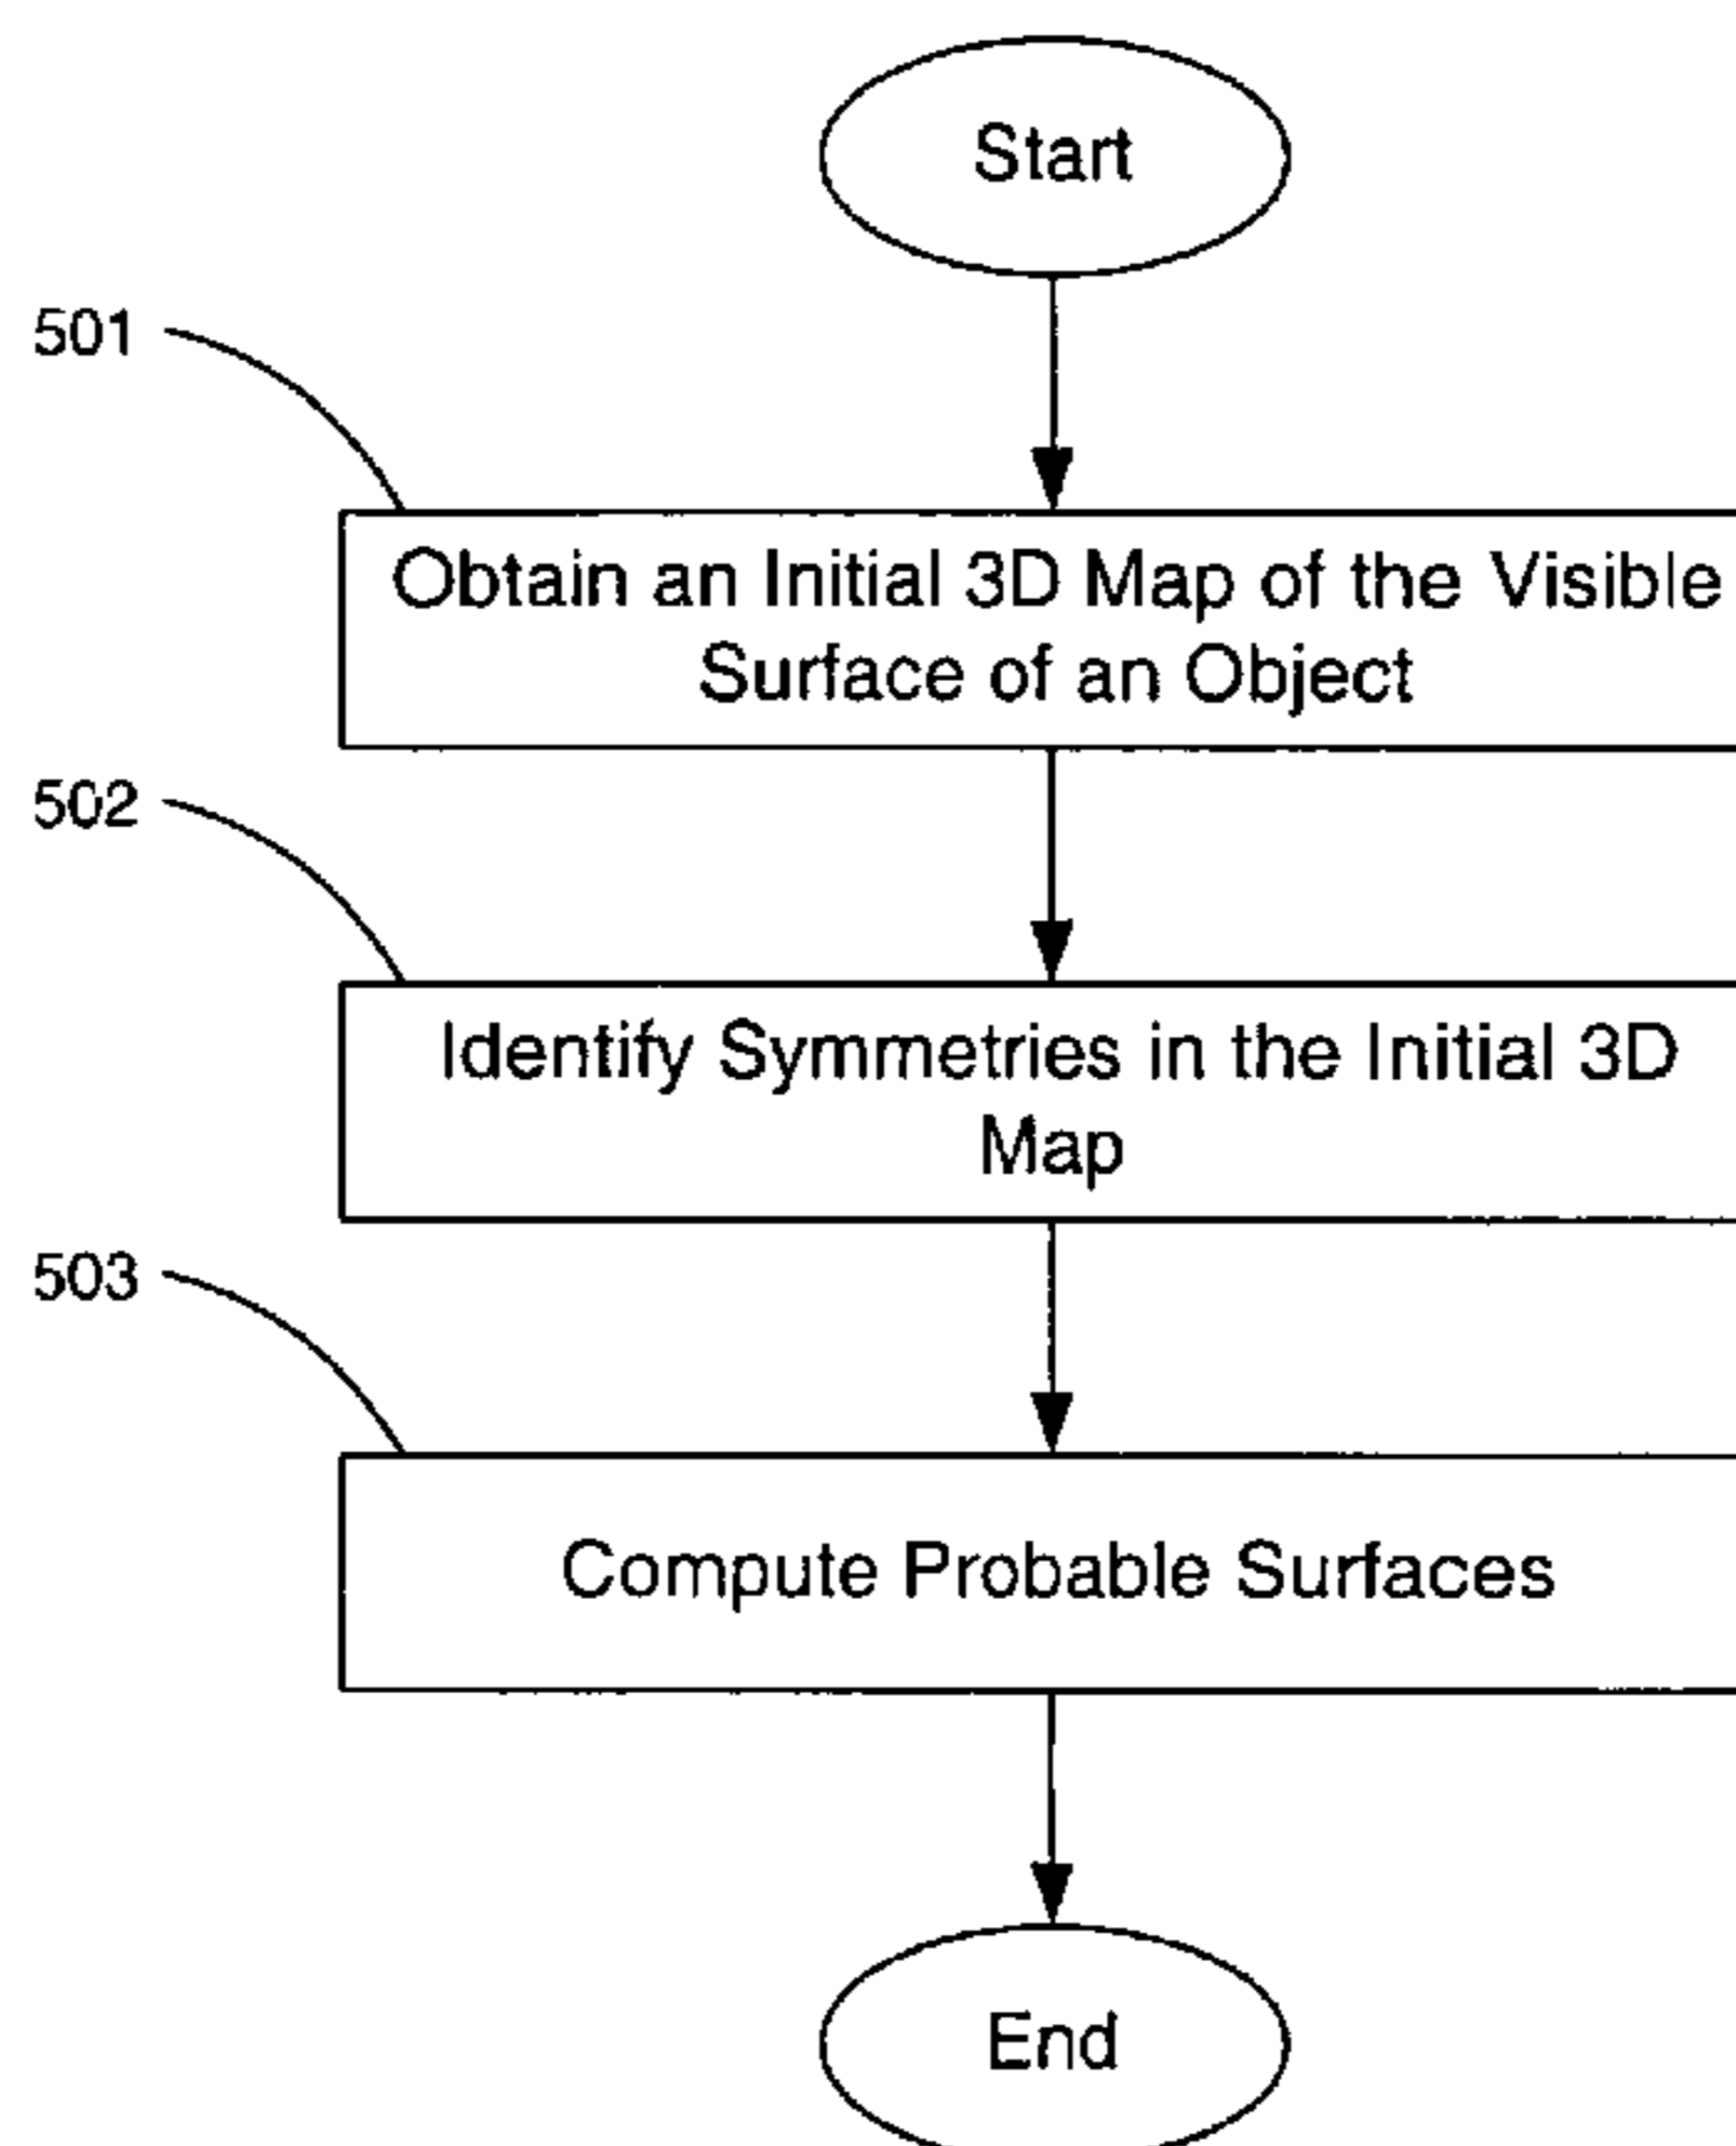 Start
501
Obtain an Initial 3D Map of the Visible
Surface of an Object
502
Identify Symmetries in the Initial 3D
Map
503
Compute Probable Surfaces
End